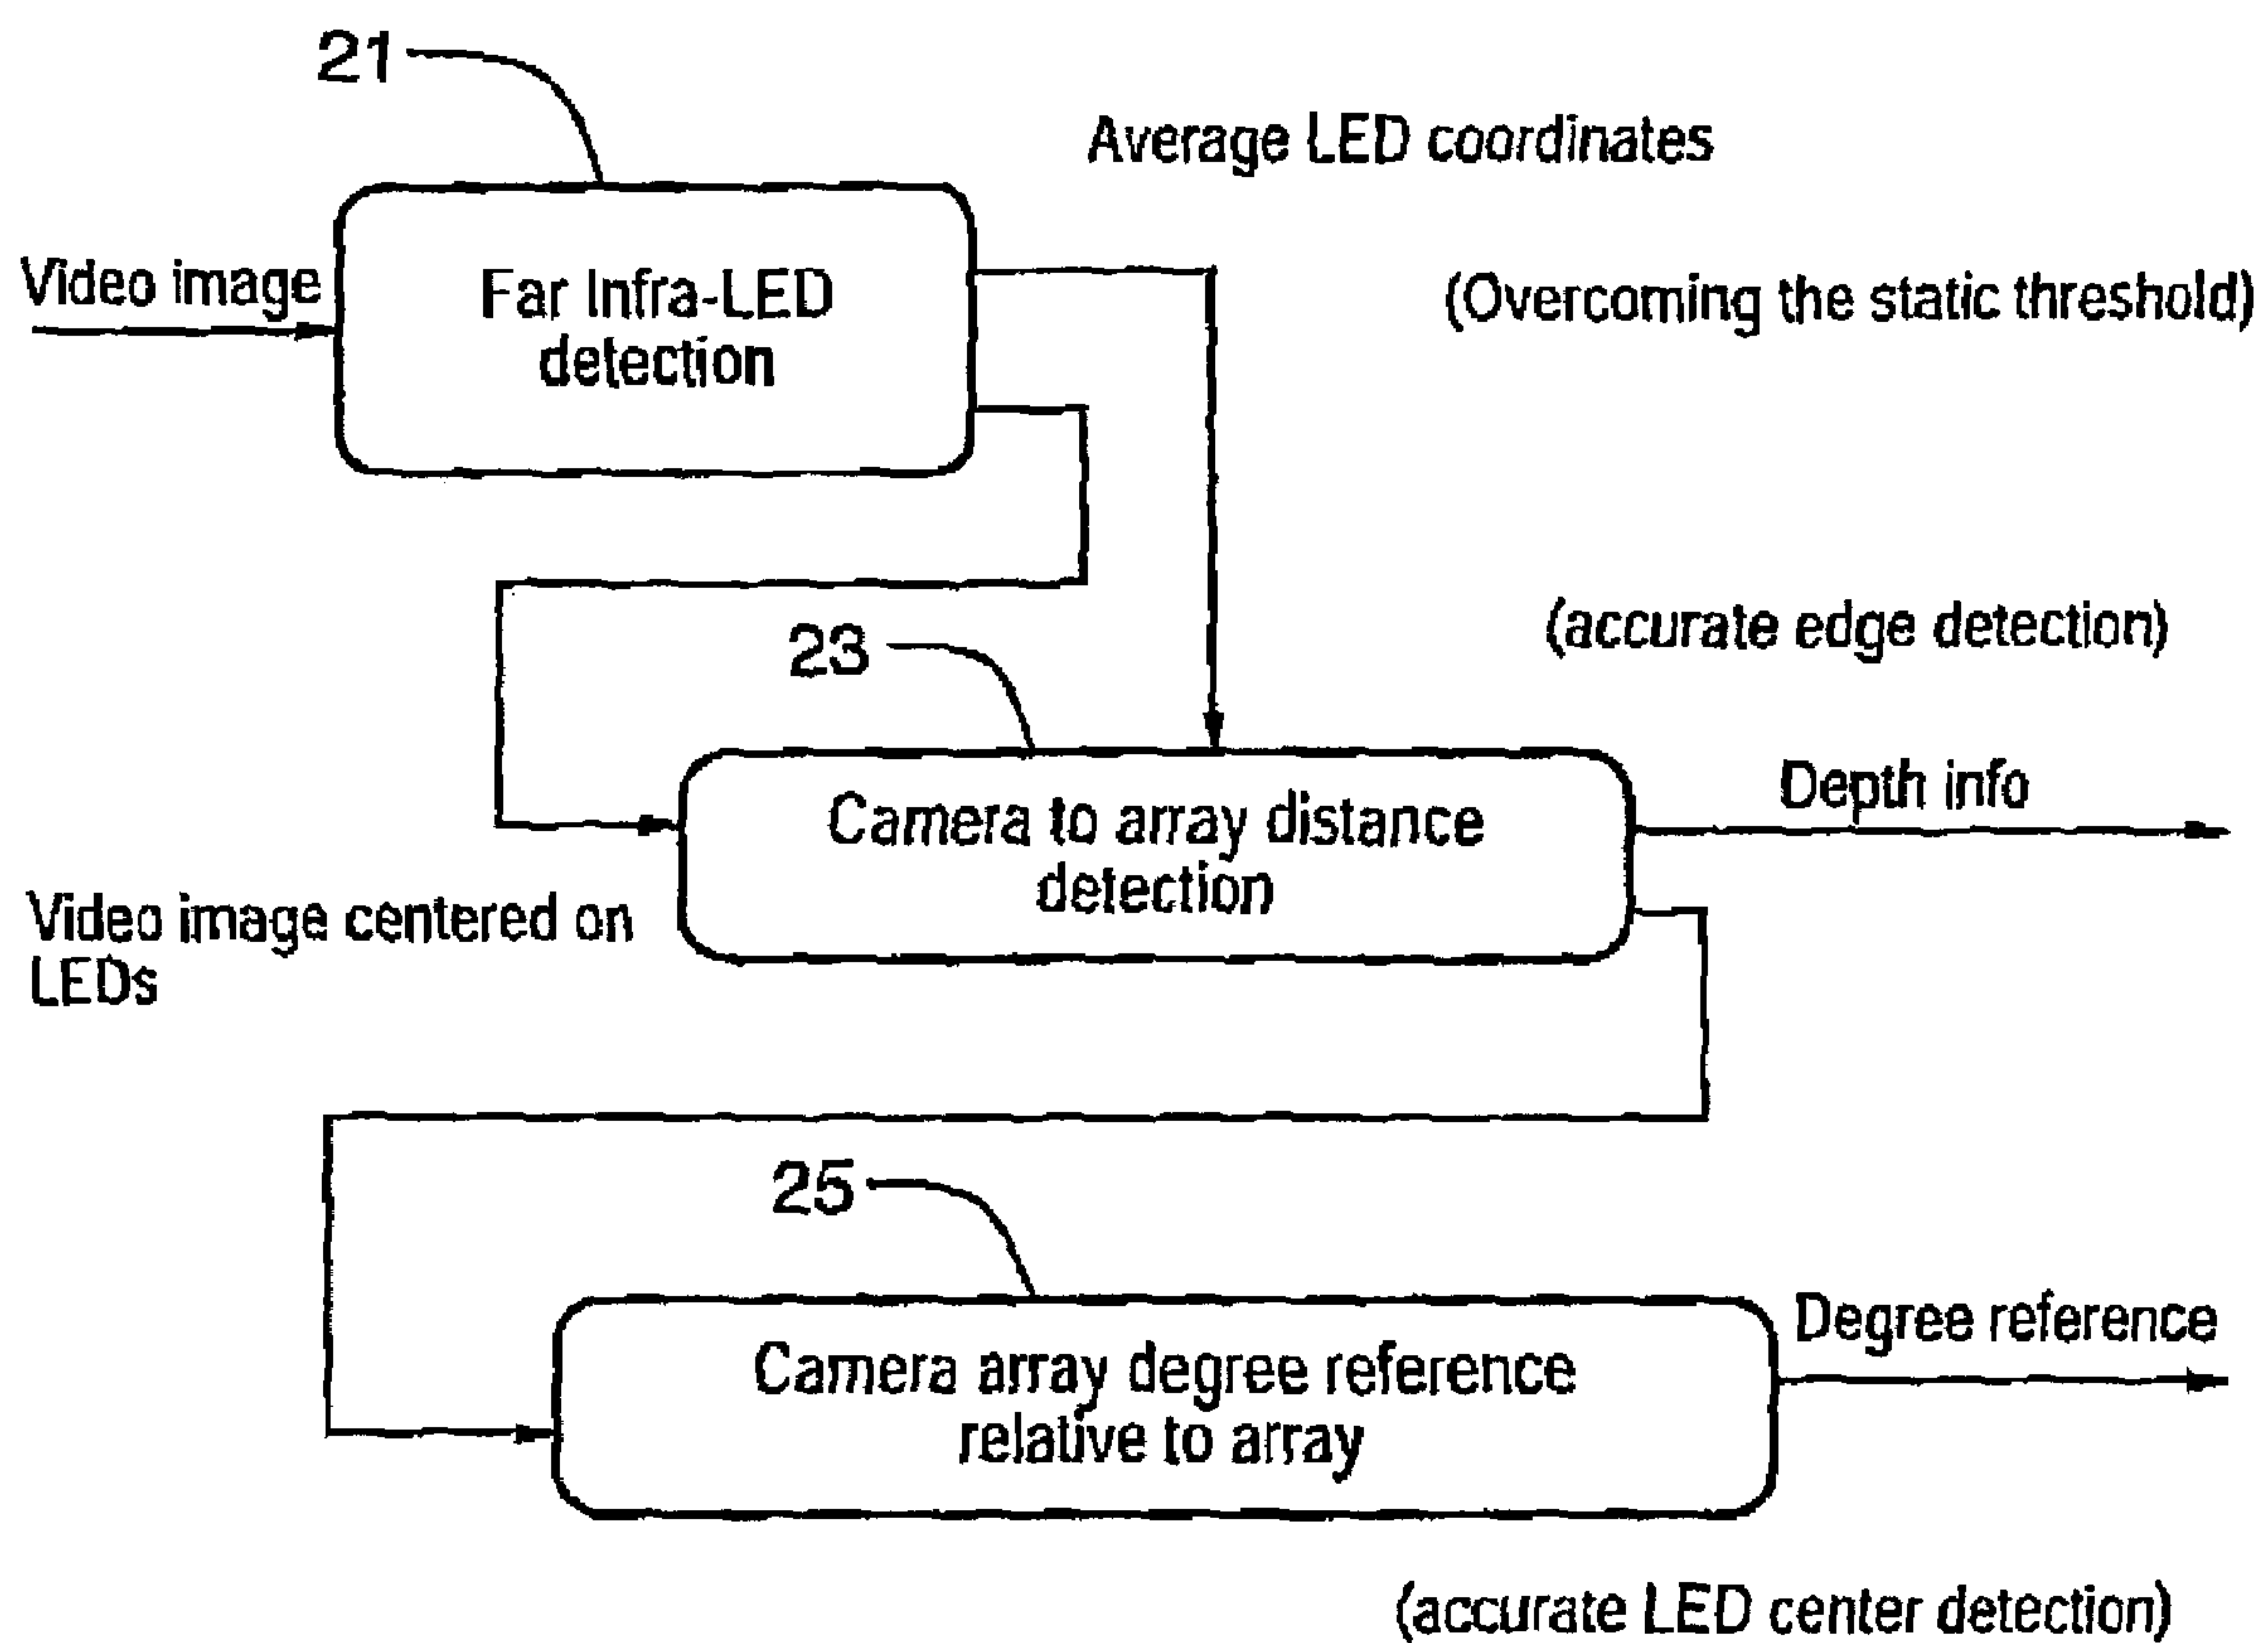 21
Average LED coordinates
Video image
Far Infra-LED
detection
(Overcoming the static threshold)
(accurate edge detection)
23
Camera to array distance
detection
Depth info
Video image centered on
LEDs
25
Camera array degree reference
relative to array
Degree reference
(accurate LED center detection)